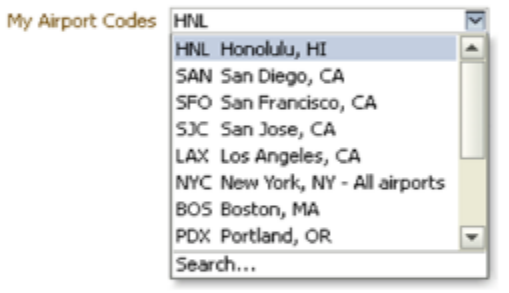 My Airport Codes HNL
HNL Honolulu, HI
SAN San Diego, CA
SFO San Francisco, CA
SJC San Jose, CA
LAX Los Angeles, CA
NYC New York, NY - All airports
BOS Boston, MA
PDX Portland, OR
Search...